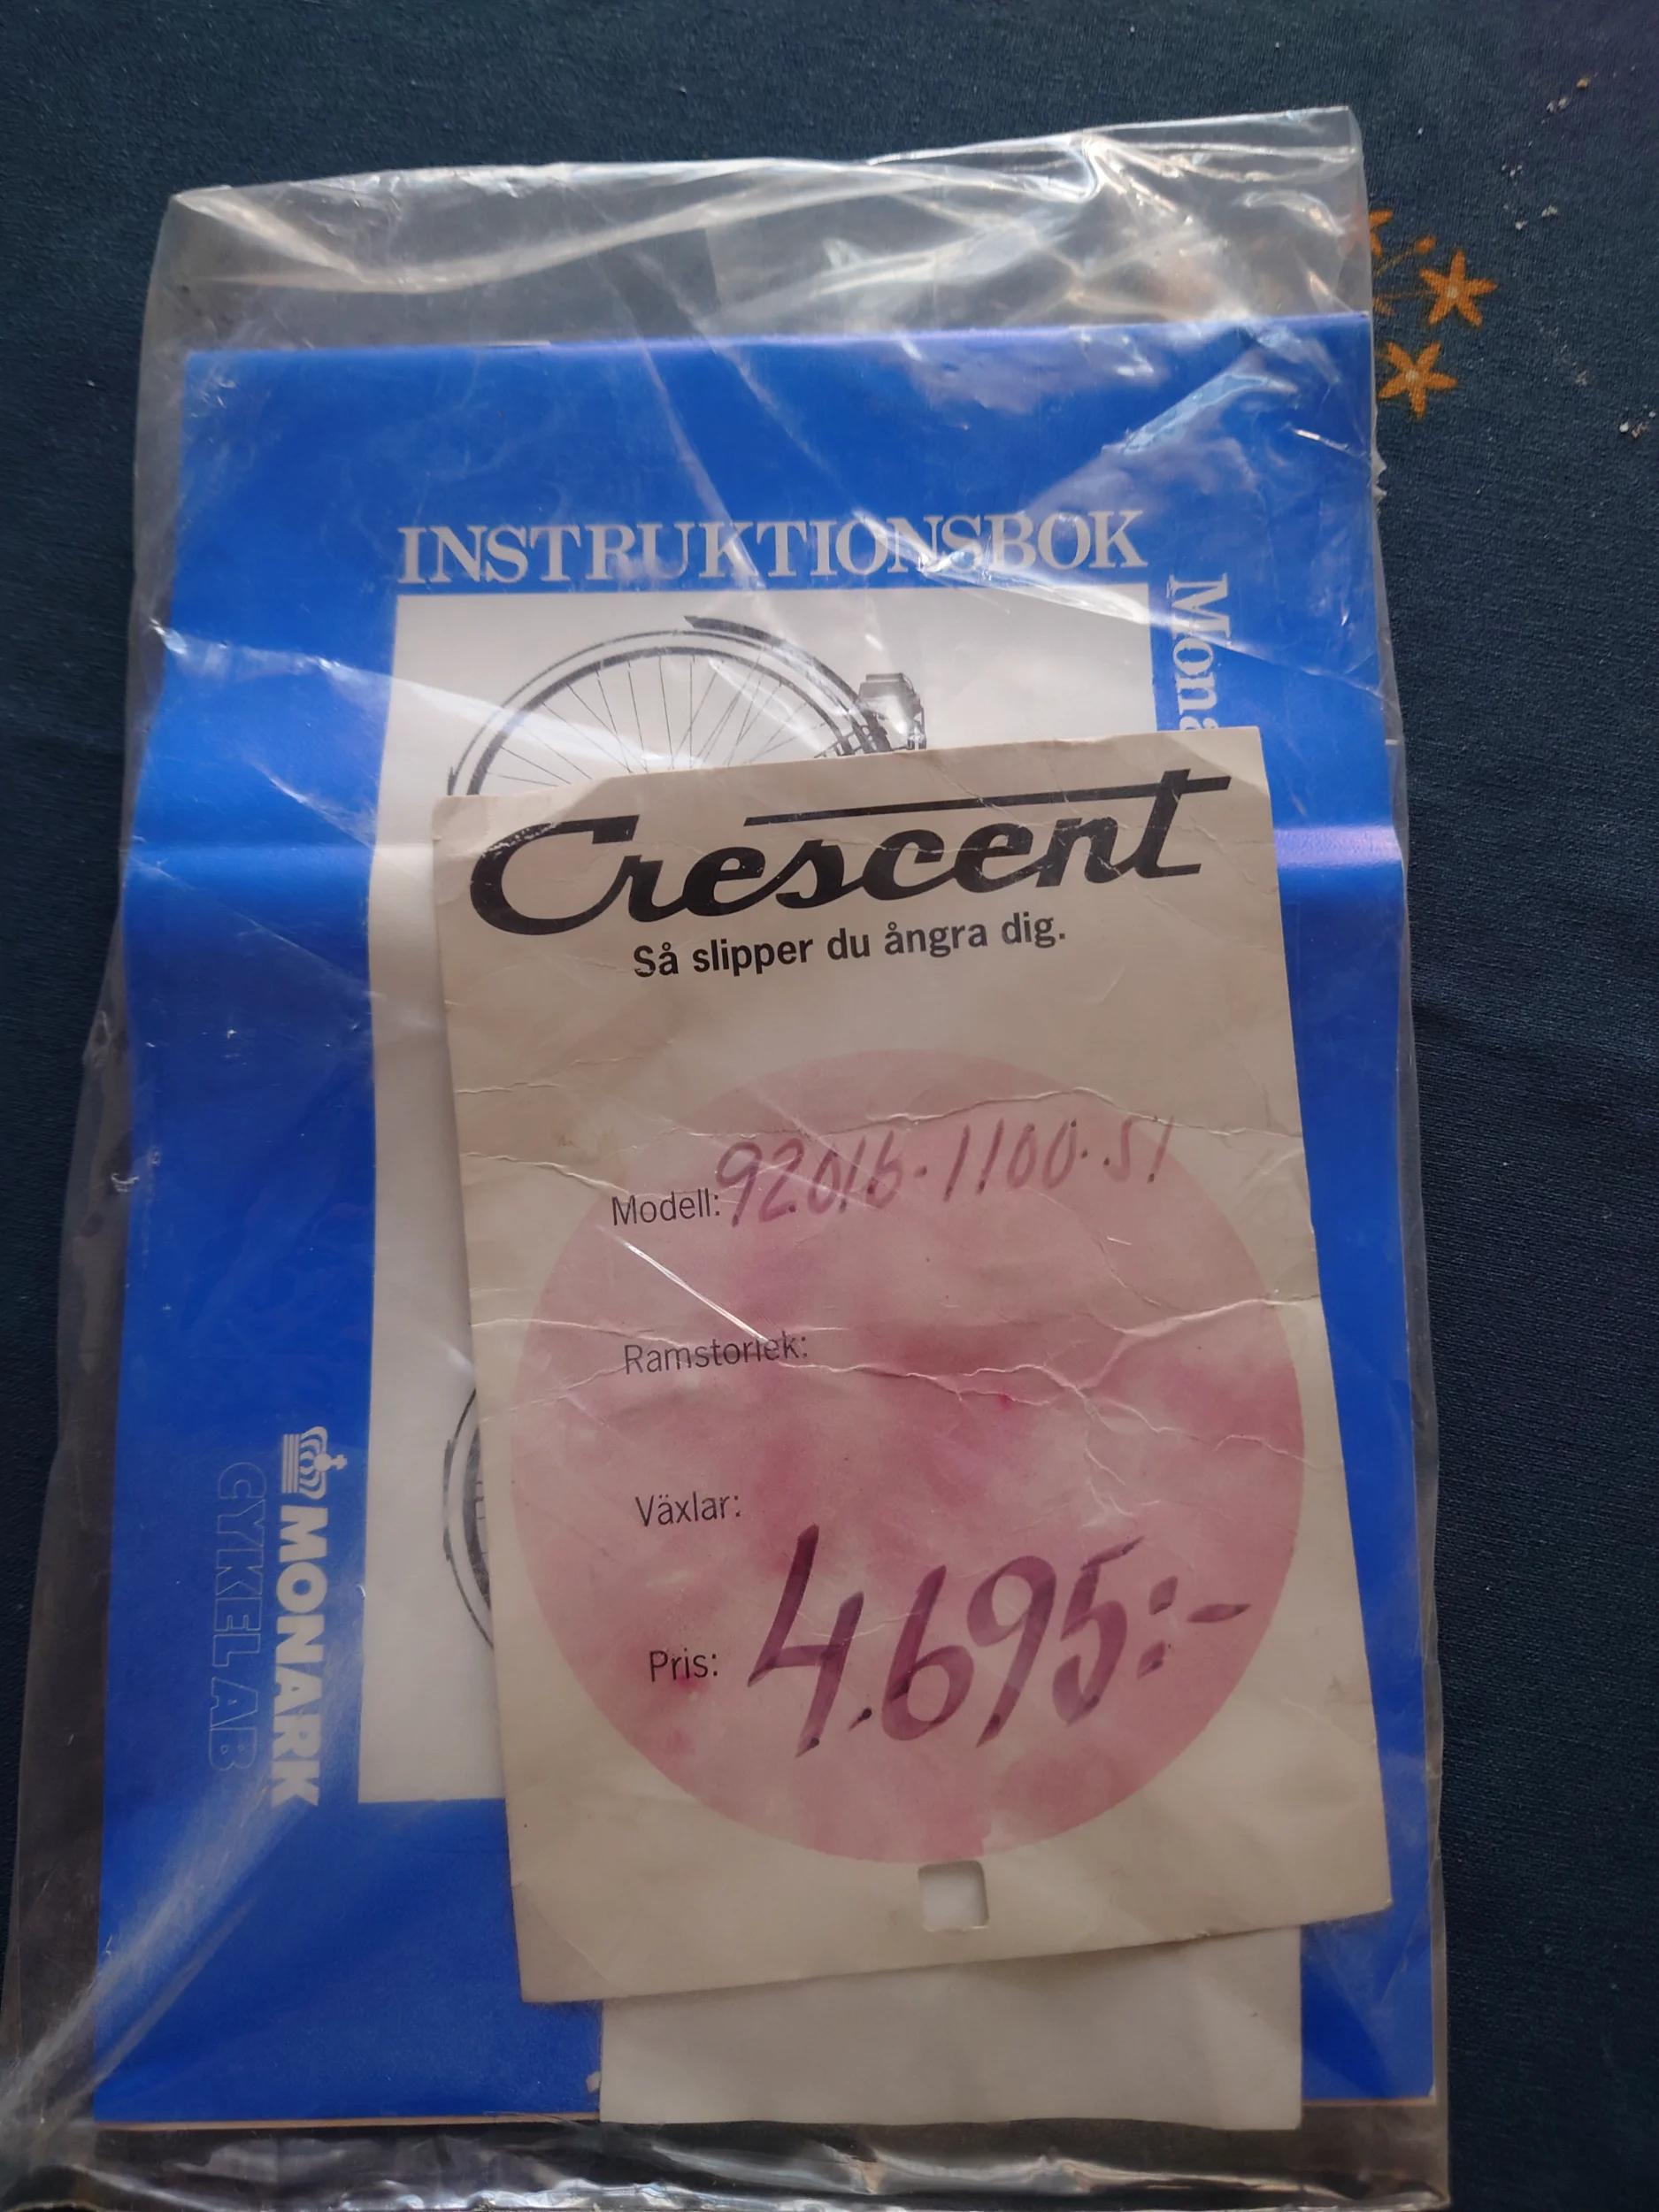 INSTRUKTIONSBOK
Crescent
Så slipper du ångra dig.
Modell: 92016-1100-51
Ramstorlek:
Växlar:
Pris: 4.695:-
MONARK
CYKEL AB